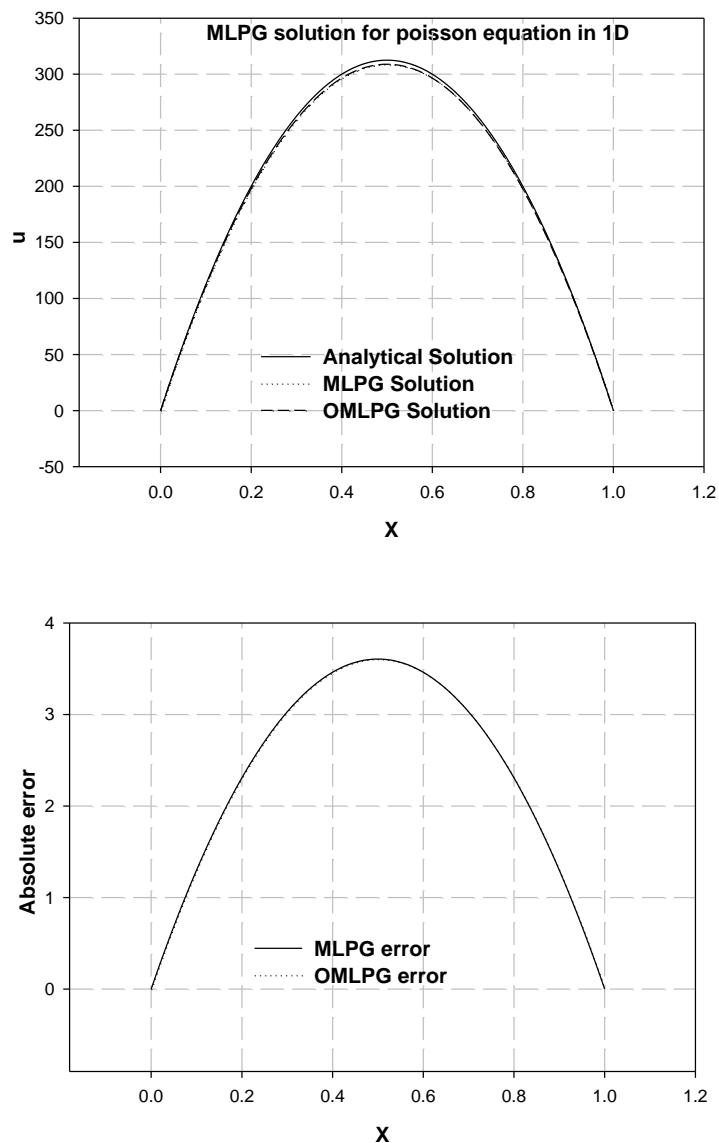 MLPG solution for poisson equation in 1D
350
300
250
200
150
100
50
0
-50
u
Analytical Solution
MLPG Solution
OMLPG Solution
0.0 0.2 0.4 0.6 0.8 1.0 1.2
X
4
3
2
1
0
Absolute error
MLPG error
OMLPG error
0.0 0.2 0.4 0.6 0.8 1.0 1.2
X